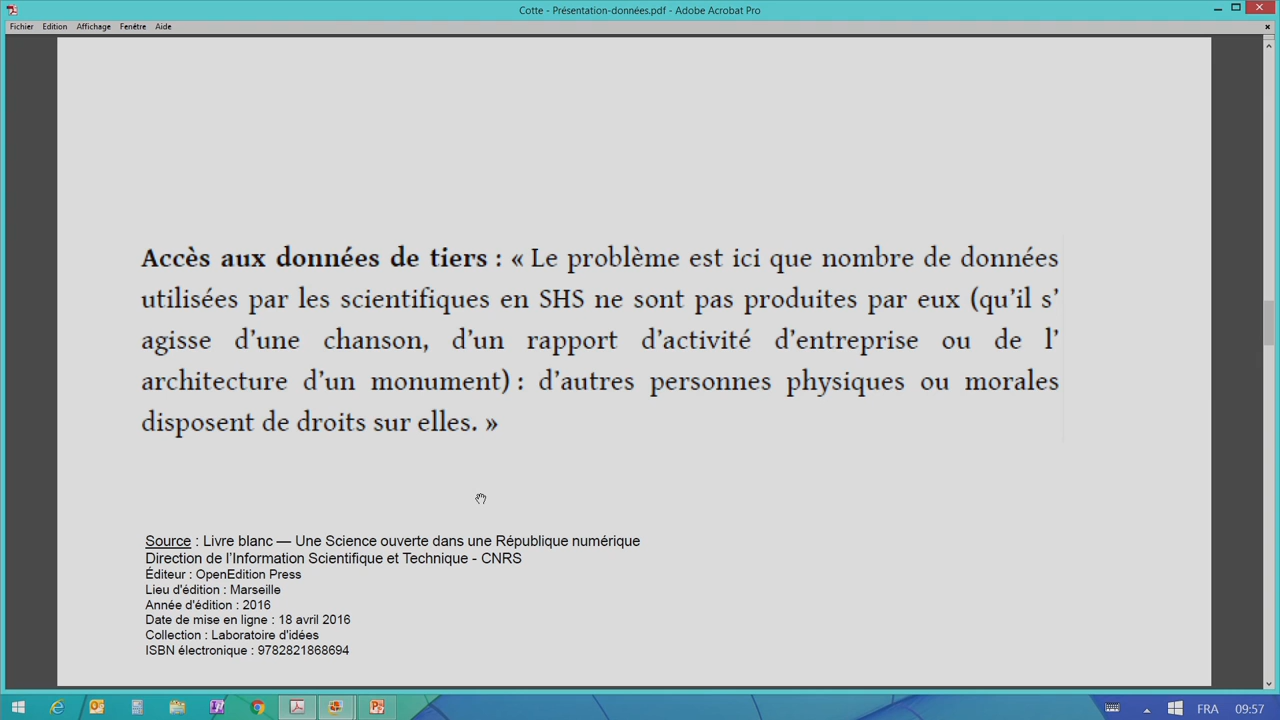 Cotte - Présentation-données.pdf - Adobe Acrobat Pro
Fichier Edition Affichage Fenêtre Aide
Accès aux données de tiers : « Le problème est ici que nombre de données
utilisées par les scientifiques en SHS ne sont pas produites par eux (qu’il s’
agisse d’une chanson, d’un rapport d’activité d’entreprise ou de l’
architecture d’un monument) : d’autres personnes physiques ou morales
disposent de droits sur elles. »
Source : Livre blanc — Une Science ouverte dans une République numérique
Direction de l’Information Scientifique et Technique - CNRS
Éditeur : OpenEdition Press
Lieu d'édition : Marseille
Année d'édition : 2016
Date de mise en ligne : 18 avril 2016
Collection : Laboratoire d'idées
ISBN électronique : 9782821868694
FRA 09:57